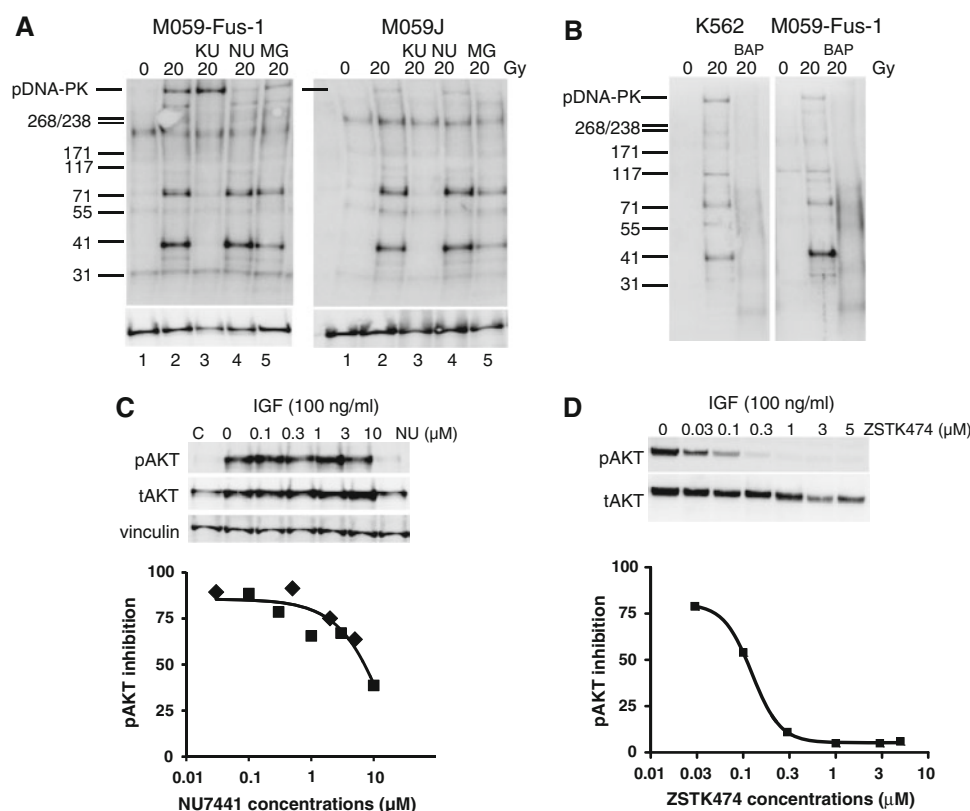 A
M059-Fus-1
M059J
KU NU MG
0 20 20 20 20
KU NU MG
0 20 20 20 20 Gy
pDNA-PK
268/238
171
117
71
55
41
31
1 2 3 4 5
1 2 3 4 5
B
K562 M059-Fus-1
BAP BAP
0 20 20 0 20 20 Gy
pDNA-PK
268/238
171
117
71
55
41
31
C
IGF (100 ng/ml)
C 0 0.1 0.3 1 3 10 NU (µM)
pAKT
tAKT
vinculin
pAKT inhibition
100
75
50
25
0
0.01 0.1 1 10
NU7441 concentrations (µM)
D
IGF (100 ng/ml)
0 0.03 0.1 0.3 1 3 5 ZSTK474 (µM)
pAKT
tAKT
pAKT inhibition
100
75
50
25
0
0.01 0.03 0.1 0.3 1 3 10
ZSTK474 concentrations (µM)